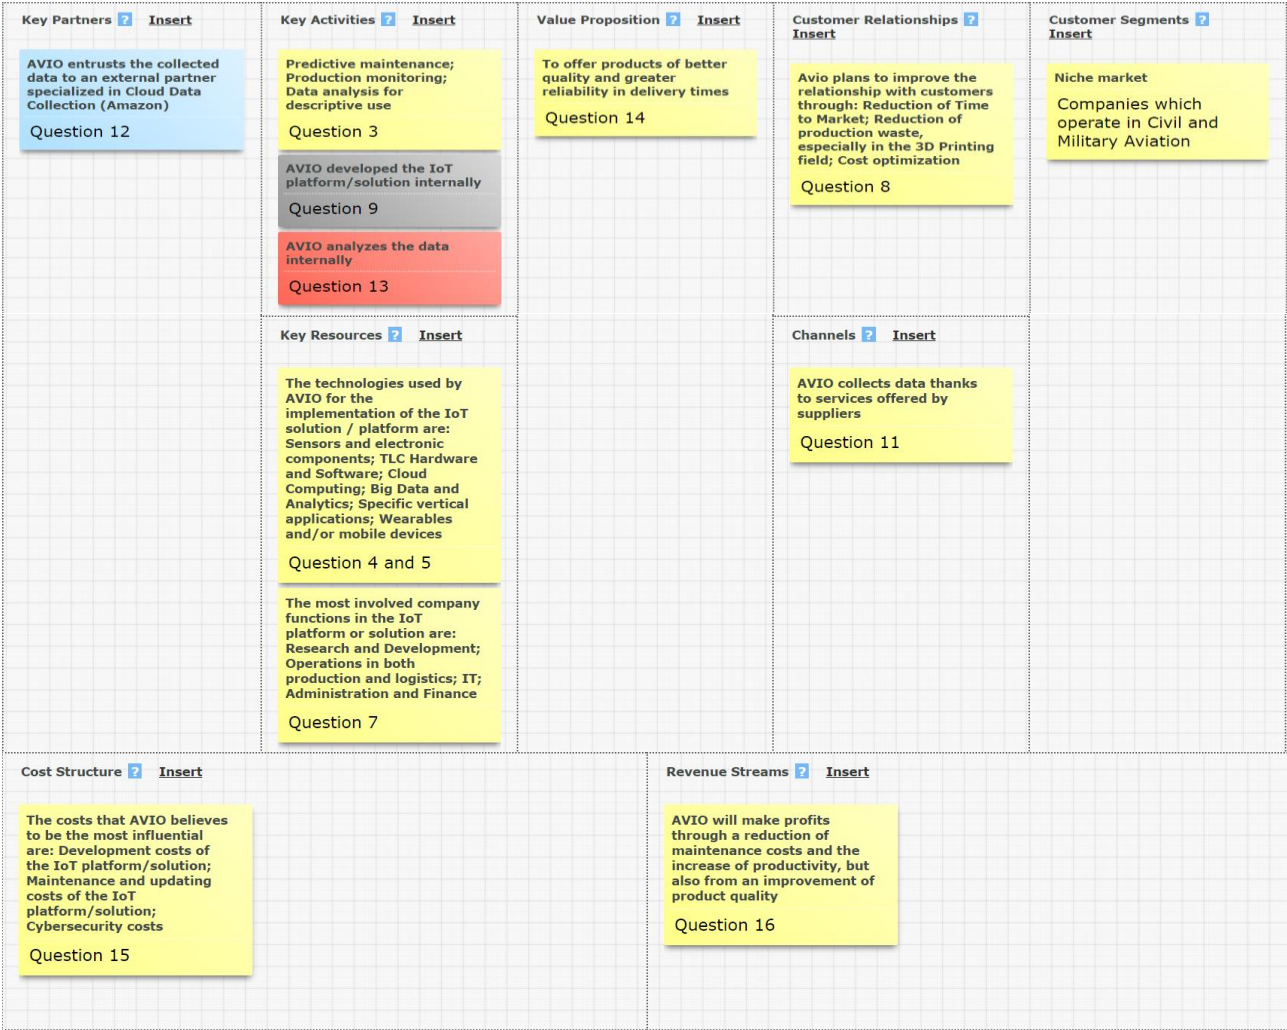 Key Partners ? Insert
AVIO entrusts the collected
data to an external partner
specialized in Cloud Data
Collection (Amazon)
Question 12
Key Activities ? Insert
Predictive maintenance;
Production monitoring;
Data analysis for
descriptive use
Question 3
AVIO developed the IoT
platform/solution internally
Question 9
AVIO analyzes the data
internally
Question 13
Value Proposition ? Insert
To offer products of better
quality and greater
reliability in delivery times
Question 14
Customer Relationships ?
Insert
Avio plans to improve the
relationship with customers
through: Reduction of Time
to Market; Reduction of
production waste,
especially in the 3D Printing
field; Cost optimization
Question 8
Customer Segments ?
Insert
Niche market
Companies which
operate in Civil and
Military Aviation
Key Resources ? Insert
The technologies used by
AVIO for the
implementation of the IoT
solution / platform are:
Sensors and electronic
components; TLC Hardware
and Software; Cloud
Computing; Big Data and
Analytics; Specific vertical
applications; Wearables
and/or mobile devices
Question 4 and 5
The most involved company
functions in the IoT
platform or solution are:
Research and Development;
Operations in both
production and logistics; IT;
Administration and Finance
Question 7
Channels ? Insert
AVIO collects data thanks
to services offered by
suppliers
Question 11
Cost Structure ? Insert
The costs that AVIO believes
to be the most influential
are: Development costs of
the IoT platform/solution;
Maintenance and updating
costs of the IoT
platform/solution;
Cybersecurity costs
Question 15
Revenue Streams ? Insert
AVIO will make profits
through a reduction of
maintenance costs and the
increase of productivity, but
also from an improvement of
product quality
Question 16